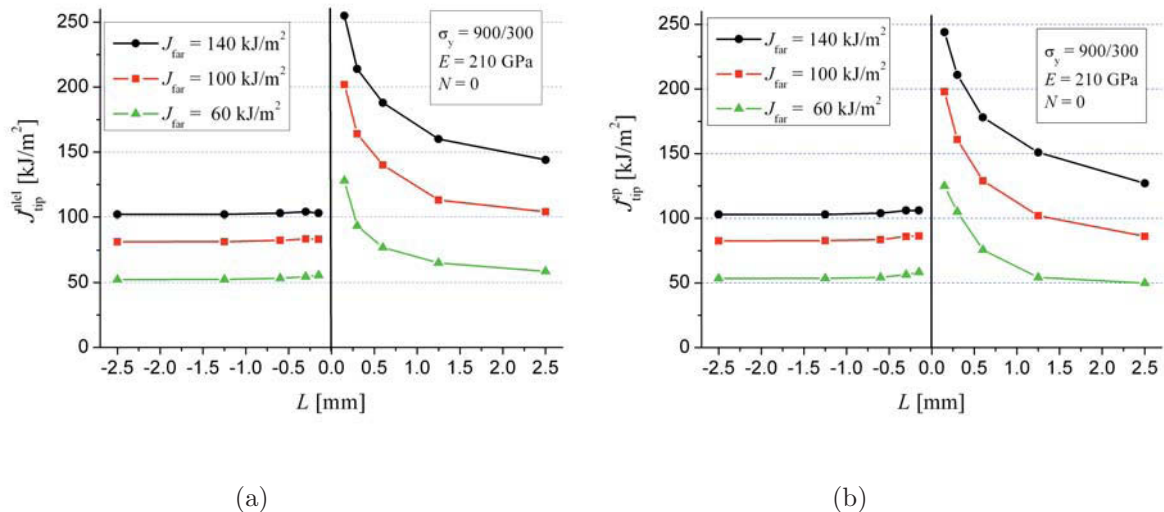 J_tip^nlel [kJ/m²]
250
200
150
100
50
0
J_far = 140 kJ/m²
J_far = 100 kJ/m²
J_far = 60 kJ/m²
σ_y = 900/300
E = 210 GPa
N = 0
-2.5 -2.0 -1.5 -1.0 -0.5 0.0 0.5 1.0 1.5 2.0 2.5
L [mm]
(a)
J_tip^ep [kJ/m²]
250
200
150
100
50
0
J_far = 140 kJ/m²
J_far = 100 kJ/m²
J_far = 60 kJ/m²
σ_y = 900/300
E = 210 GPa
N = 0
-2.5 -2.0 -1.5 -1.0 -0.5 0.0 0.5 1.0 1.5 2.0 2.5
L [mm]
(b)